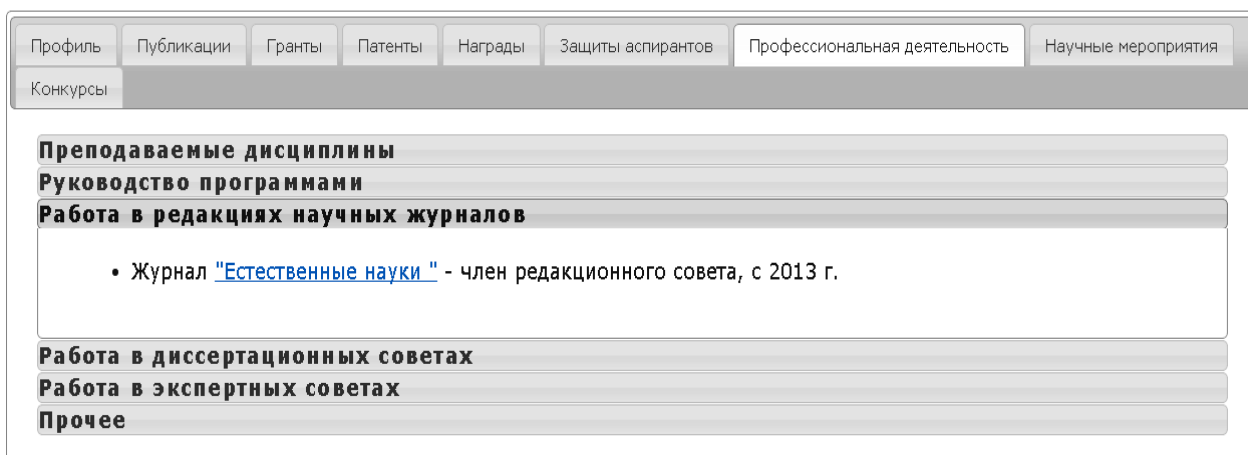 Профиль Публикации Гранты Патенты Награды Защиты аспирантов Профессиональная деятельность Научные мероприятия
Конкурсы
Преподаваемые дисциплины
Руководство программами
Работа в редакциях научных журналов
• Журнал "Естественные науки " - член редакционного совета, с 2013 г.
Работа в диссертационных советах
Работа в экспертных советах
Прочее